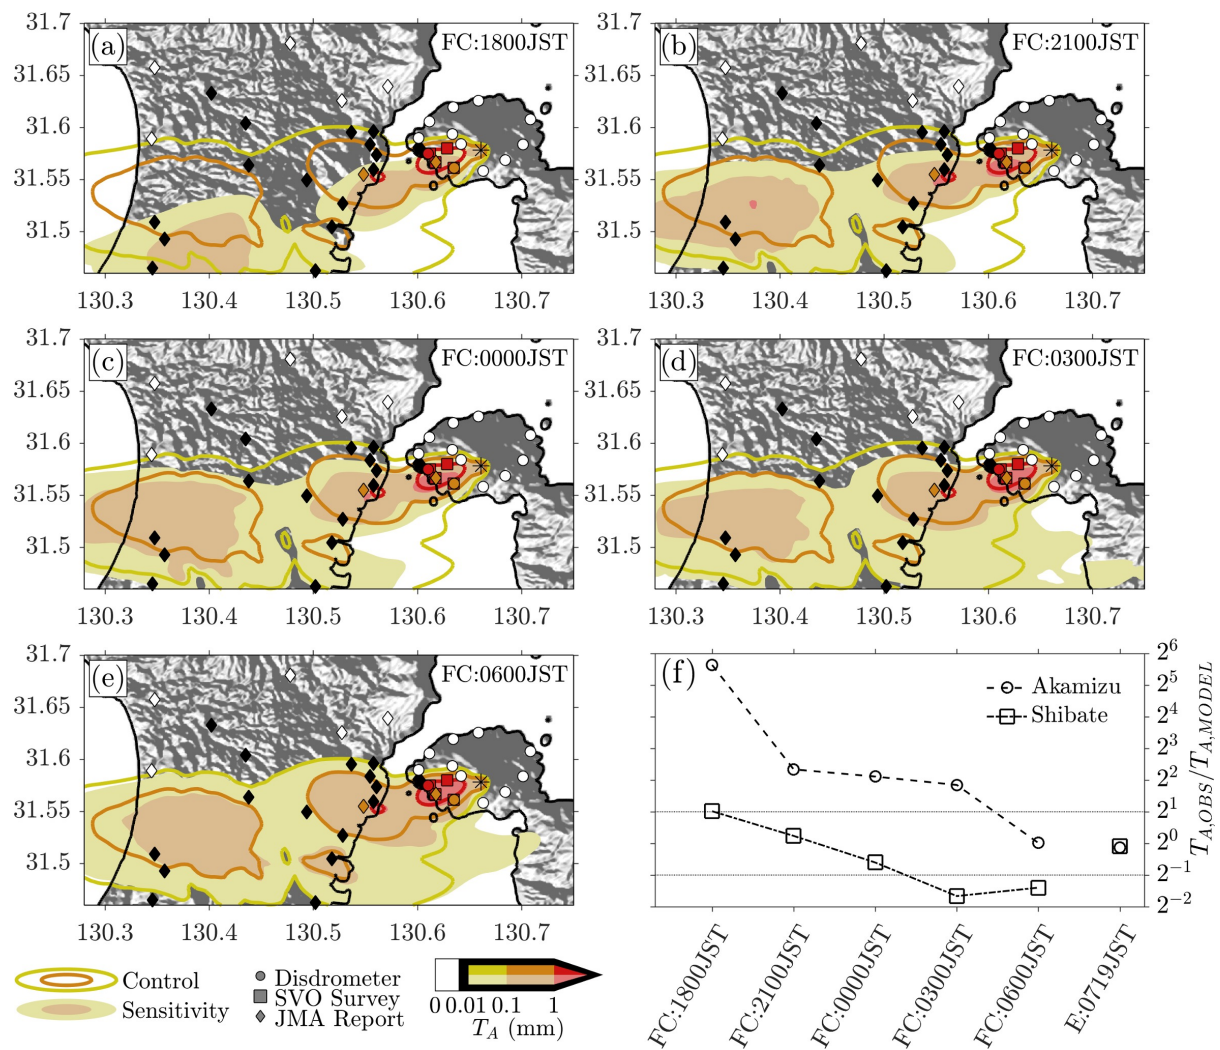 31.7
31.65
31.6
31.55
31.5
(a)
FC:1800JST
130.3 130.4 130.5 130.6 130.7
31.7
31.65
31.6
31.55
31.5
(b)
FC:2100JST
130.3 130.4 130.5 130.6 130.7
31.7
31.65
31.6
31.55
31.5
(c)
FC:0000JST
130.3 130.4 130.5 130.6 130.7
31.7
31.65
31.6
31.55
31.5
(d)
FC:0300JST
130.3 130.4 130.5 130.6 130.7
31.7
31.65
31.6
31.55
31.5
(e)
FC:0600JST
130.3 130.4 130.5 130.6 130.7
(f)
Akamizu
Shibate
2^6
2^5
2^4
2^3
2^2
2^1
2^0
2^−1
2^−2
T_A,OBS/T_A,MODEL
FC:1800JST
FC:2100JST
FC:0000JST
FC:0300JST
FC:0600JST
E:0719JST
Control
Sensitivity
Disdrometer
SVO Survey
JMA Report
0 0.01 0.1 1
T_A (mm)